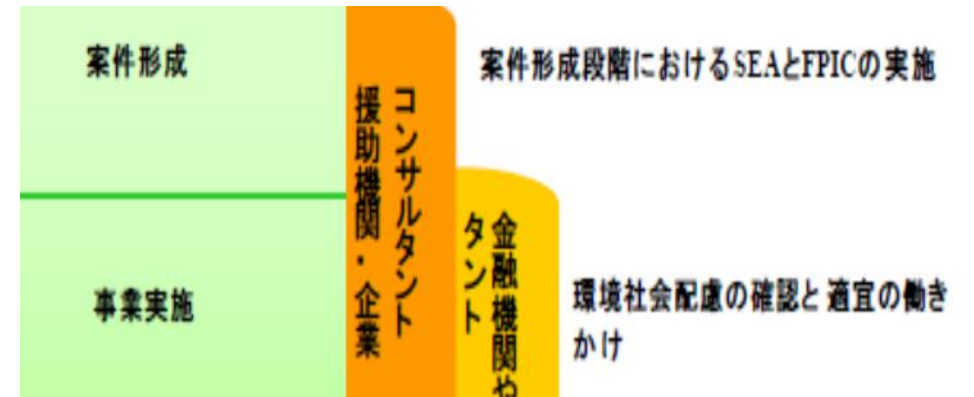 案件形成
案件形成段階におけるSEAとFPICの実施
コンサルタント
援助機関・企業
金融機関や
タント
事業実施
環境社会配慮の確認と適宜の働き
かけ